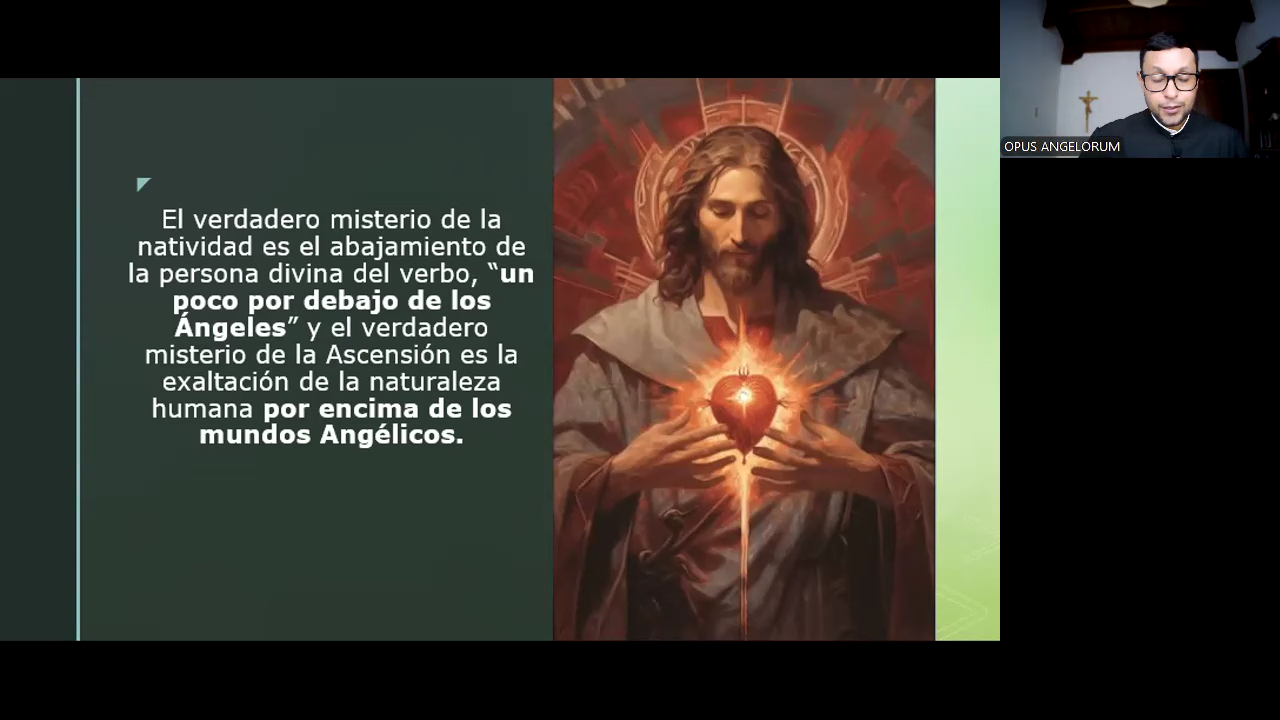 El verdadero misterio de la
natividad es el abajamiento de
la persona divina del verbo, “un
poco por debajo de los
Ángeles” y el verdadero
misterio de la Ascensión es la
exaltación de la naturaleza
humana por encima de los
mundos Angélicos.
OPUS ANGELORUM